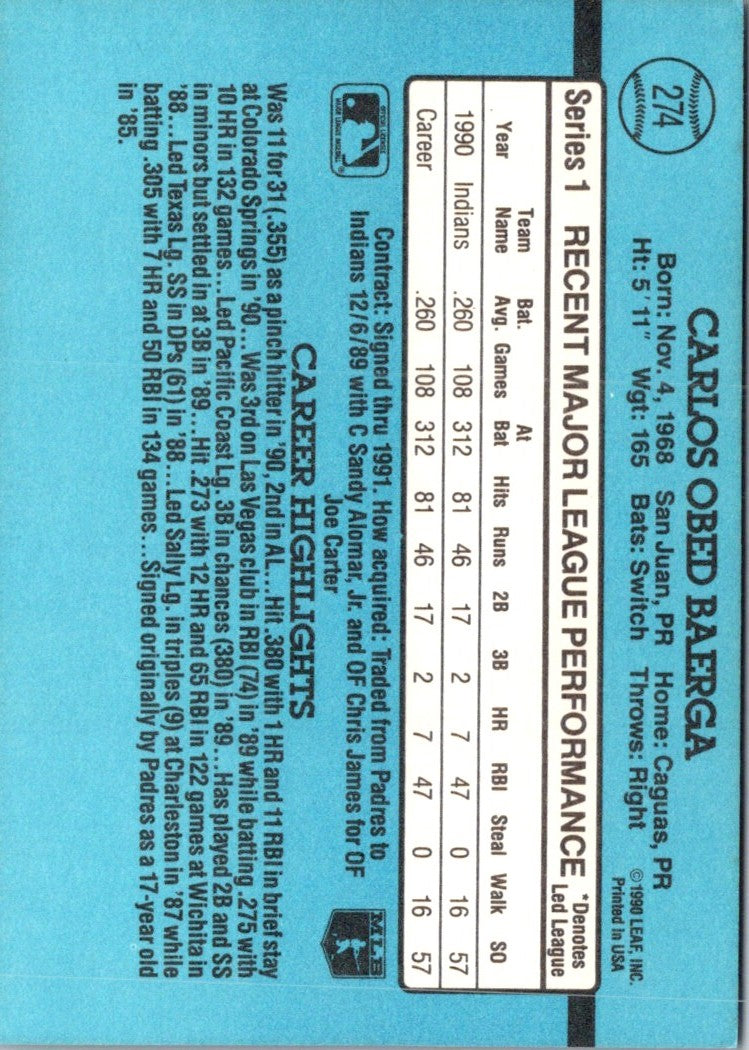 274
CARLOS OBED BAERGA
Born: Nov. 4, 1968 San Juan, PR Home: Caguas, PR
Ht: 5'11" Wgt: 165 Bats: Switch Throws: Right
©1990 LEAF, INC.
Printed in USA
Series 1 RECENT MAJOR LEAGUE PERFORMANCE *Denotes Led League
Year Team Name Bat. Avg. Games At Bat Hits Runs 2B 3B HR RBI Steal Walk SO
1990 Indians .260 108 312 81 46 17 2 7 47 0 16 57
Career .260 108 312 81 46 17 2 7 47 0 16 57
Contract: Signed thru 1991. How acquired: Traded from Padres to
Indians 12/6/89 with C Sandy Alomar, Jr. and OF Chris James for OF
Joe Carter
MLB
CAREER HIGHLIGHTS
Was 11 for 31 (.355) as a pinch hitter in '90, 2nd in AL...Hit .380 with 1 HR and 11 RBI in brief stay
at Colorado Springs in '90...Was 3rd on Las Vegas club in RBI (74) in '89 while batting .275 with
10 HR in 132 games...Led Pacific Coast Lg. 3B in chances (380) in '89...Has played 2B and SS
in minors but settled in at 3B in '89...Hit .273 with 12 HR and 65 RBI in 122 games at Wichita in
'88...Led Texas Lg. SS in DPs (61) in '88...Led Sally Lg. in triples (9) at Charleston in '87 while
batting .305 with 7 HR and 50 RBI in 134 games...Signed originally by Padres as a 17-year old
in '85.